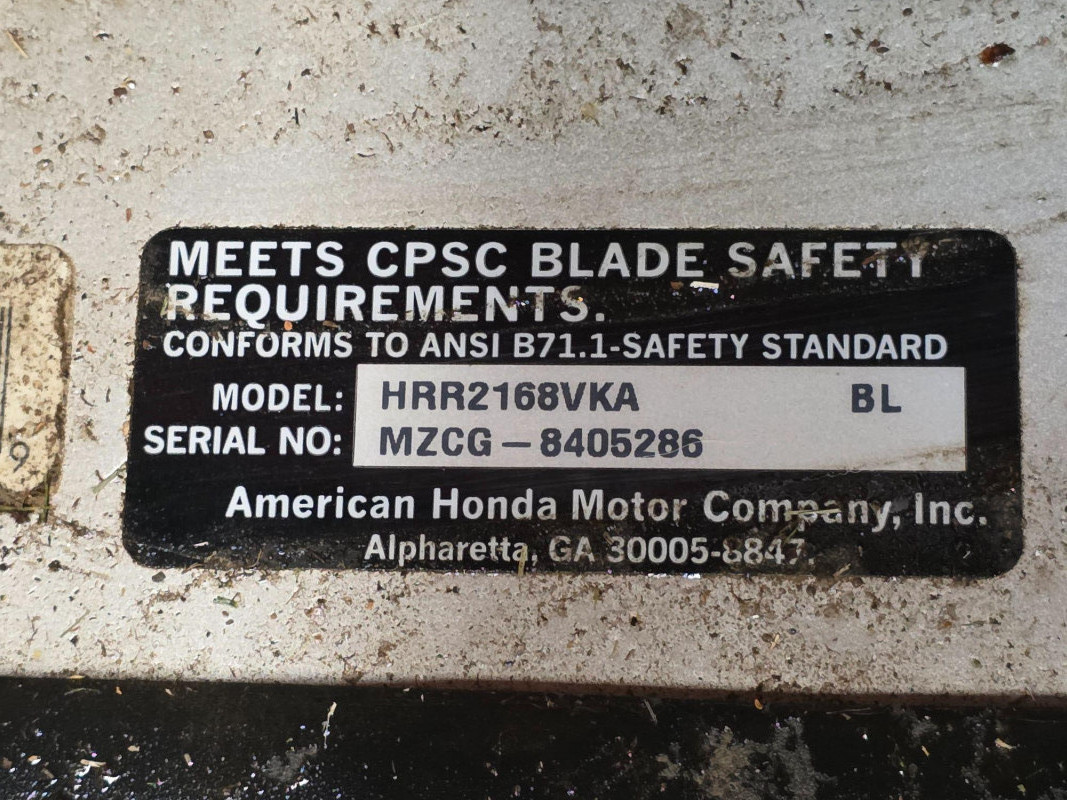 MEETS CPSC BLADE SAFETY
REQUIREMENTS.
CONFORMS TO ANSI B71.1-SAFETY STANDARD
MODEL: HRR2168VKA BL
SERIAL NO: MZCG – 8405286
American Honda Motor Company, Inc.
Alpharetta, GA 30005-8847.
9